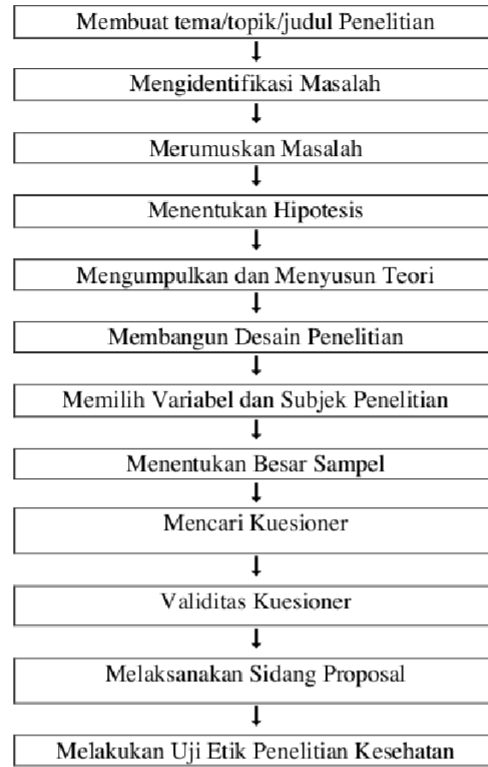 Membuat tema/topik/judul Penelitian
Mengidentifikasi Masalah
Merumuskan Masalah
Menentukan Hipotesis
Mengumpulkan dan Menyusun Teori
Membangun Desain Penelitian
Memilih Variabel dan Subjek Penelitian
Menentukan Besar Sampel
Mencari Kuesioner
Validitas Kuesioner
Melaksanakan Sidang Proposal
Melakukan Uji Etik Penelitian Kesehatan